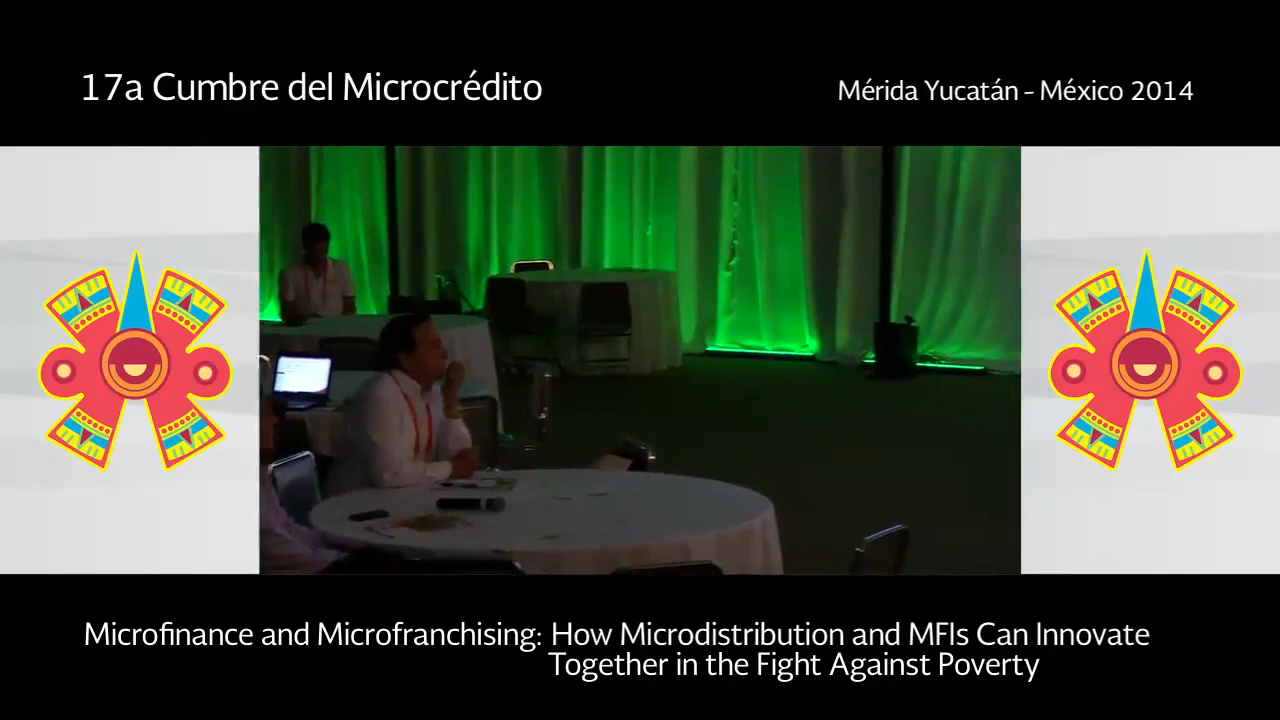 17a Cumbre del Microcrédito
Mérida Yucatán - México 2014
Microfinance and Microfranchising: How Microdistribution and MFIs Can Innovate
Together in the Fight Against Poverty